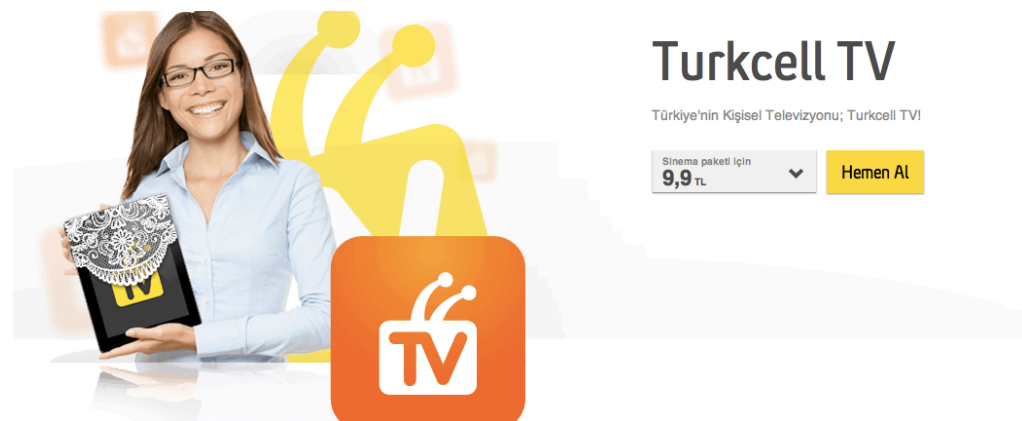 Turkcell TV
Türkiye'nin Kişisel Televizyonu; Turkcell TV!
Sinema paketi için
9,9 TL
Hemen Al
TV
TV